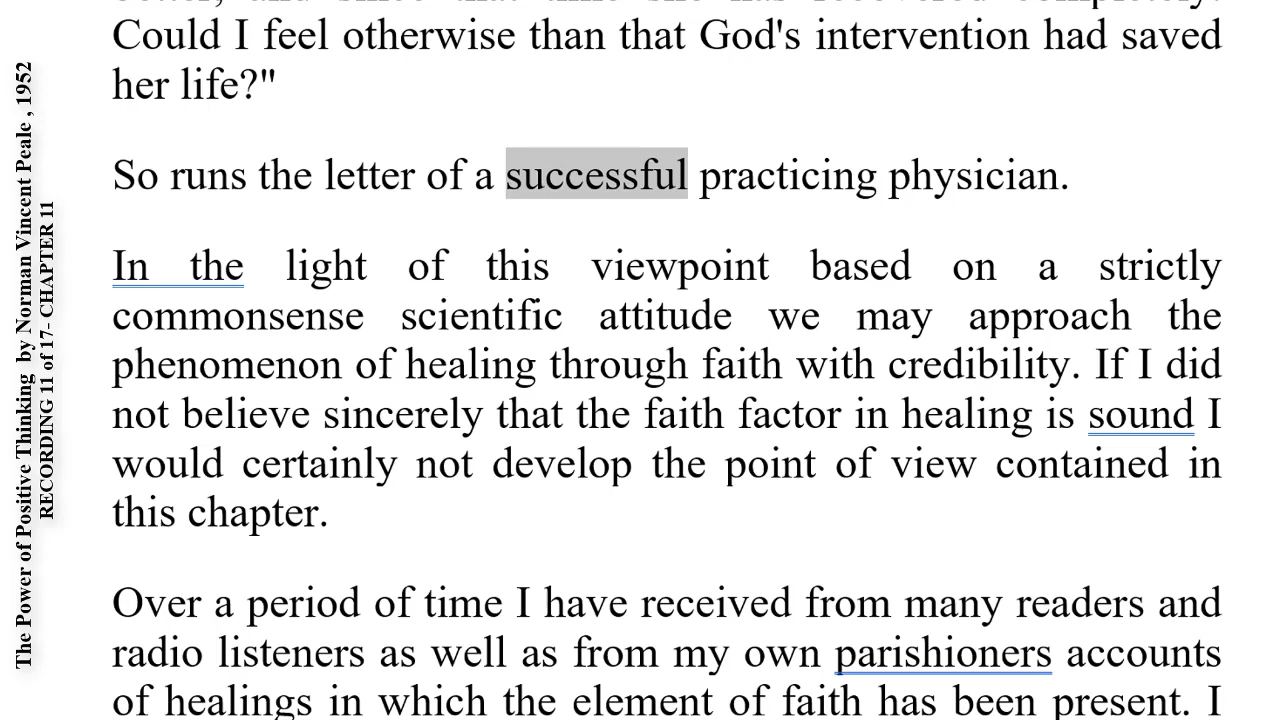 Could I feel otherwise than that God's intervention had saved
her life?"
So runs the letter of a successful practicing physician.
In the light of this viewpoint based on a strictly
commonsense scientific attitude we may approach the
phenomenon of healing through faith with credibility. If I did
not believe sincerely that the faith factor in healing is sound I
would certainly not develop the point of view contained in
this chapter.
Over a period of time I have received from many readers and
radio listeners as well as from my own parishioners accounts
of healings in which the element of faith has been present. I
The Power of Positive Thinking by Norman Vincent Peale , 1952
RECORDING 11 of 17- CHAPTER 11